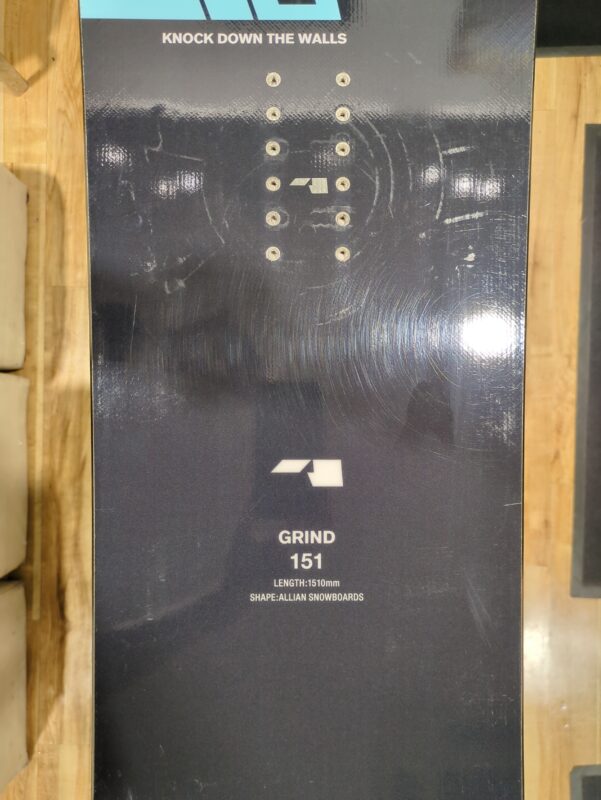 KNOCK DOWN THE WALLS
GRIND
151
LENGTH:1510mm
SHAPE:ALLIAN SNOWBOARDS